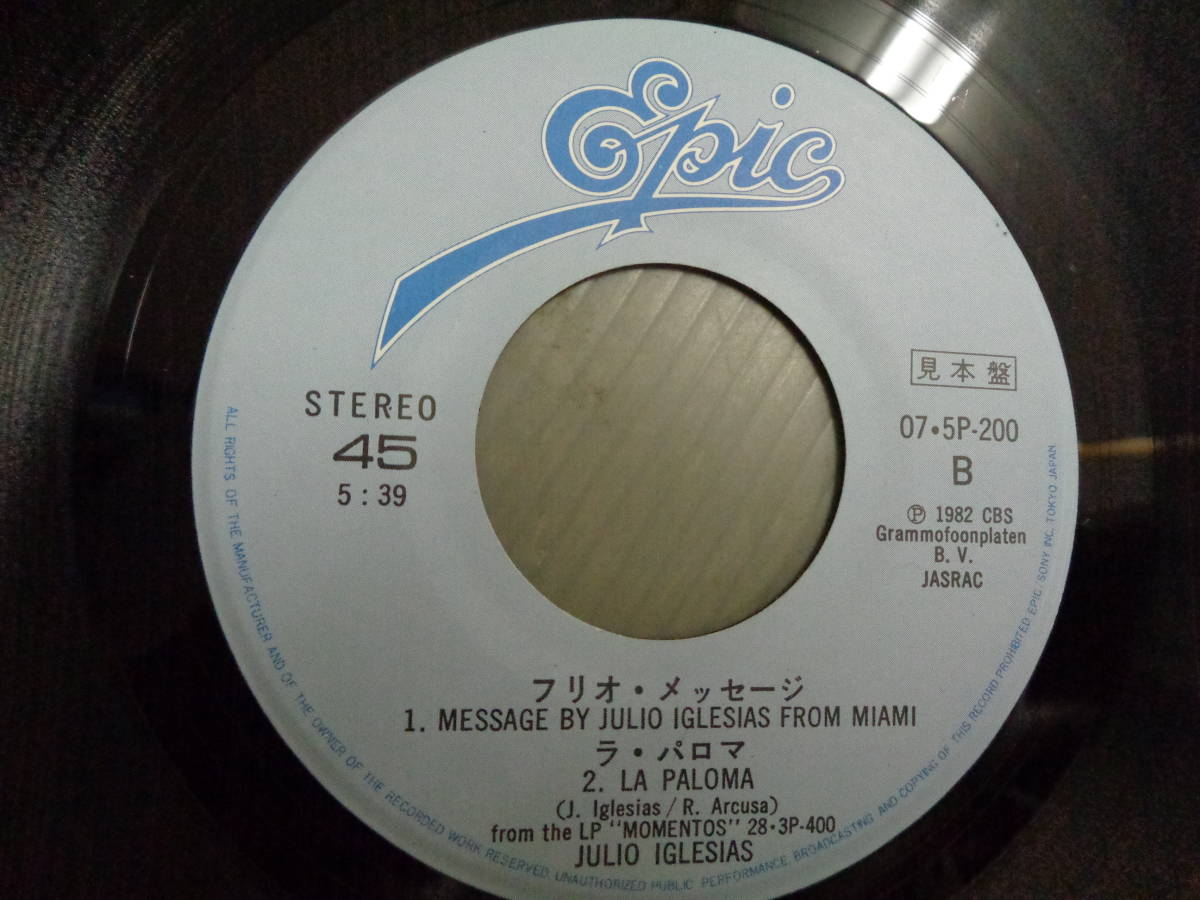 Epic
STEREO
45
5 : 39
見本盤
07・5P-200
B
Ⓟ 1982 CBS
Grammofoonplaten
B. V.
JASRAC
フリオ・メッセージ
1. MESSAGE BY JULIO IGLESIAS FROM MIAMI
ラ・パロマ
2. LA PALOMA
(J. Iglesias / R. Arcusa)
from the LP "MOMENTOS" 28・3P-400
JULIO IGLESIAS
ALL RIGHTS OF THE MANUFACTURER AND OF THE OWNER OF THE RECORDED WORK RESERVED. UNAUTHORIZED PUBLIC PERFORMANCE, BROADCASTING AND COPYING OF THIS RECORD PROHIBITED EPIC/SONY INC. TOKYO JAPAN